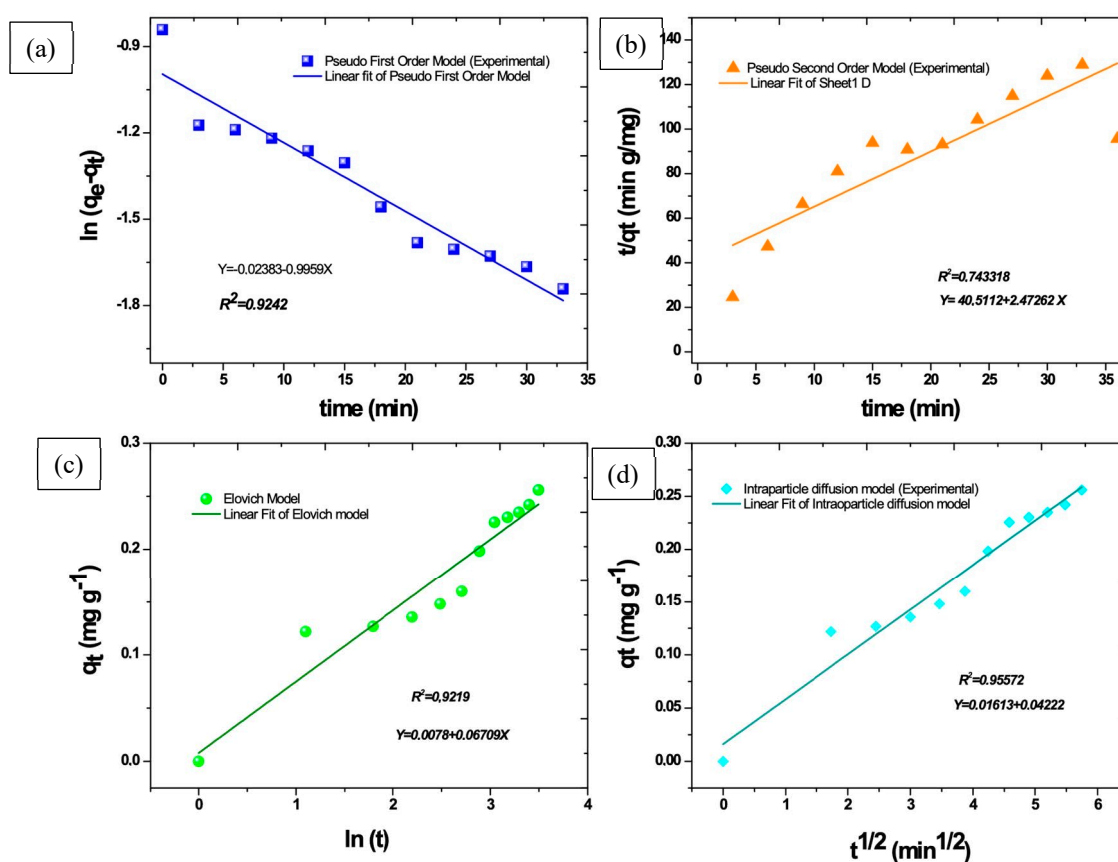 (a)
Pseudo First Order Model (Experimental)
Linear fit of Pseudo First Order Model
ln (qe-qt)
-0.9
-1.2
-1.5
-1.8
Y=-0.02383-0.9959X
R2=0.9242
0 5 10 15 20 25 30 35
time (min)
(b)
Pseudo Second Order Model (Experimental)
Linear Fit of Sheet1 D
t/qt (min g/mg)
140
120
100
80
60
40
20
0
R2=0.743318
Y= 40.5112+2.47262 X
0 5 10 15 20 25 30 35
time (min)
(c)
Elovich Model
Linear Fit of Elovich model
qt (mg g-1)
0.3
0.2
0.1
0.0
R2=0,9219
Y=0.0078+0.06709X
0 1 2 3 4
ln (t)
(d)
Intraparticle diffusion model (Experimental)
Linear Fit of Intraoparticle diffusion model
qt (mg g-1)
0.30
0.25
0.20
0.15
0.10
0.05
0.00
R2=0.95572
Y=0.01613+0.04222
0 1 2 3 4 5 6
t1/2 (min1/2)